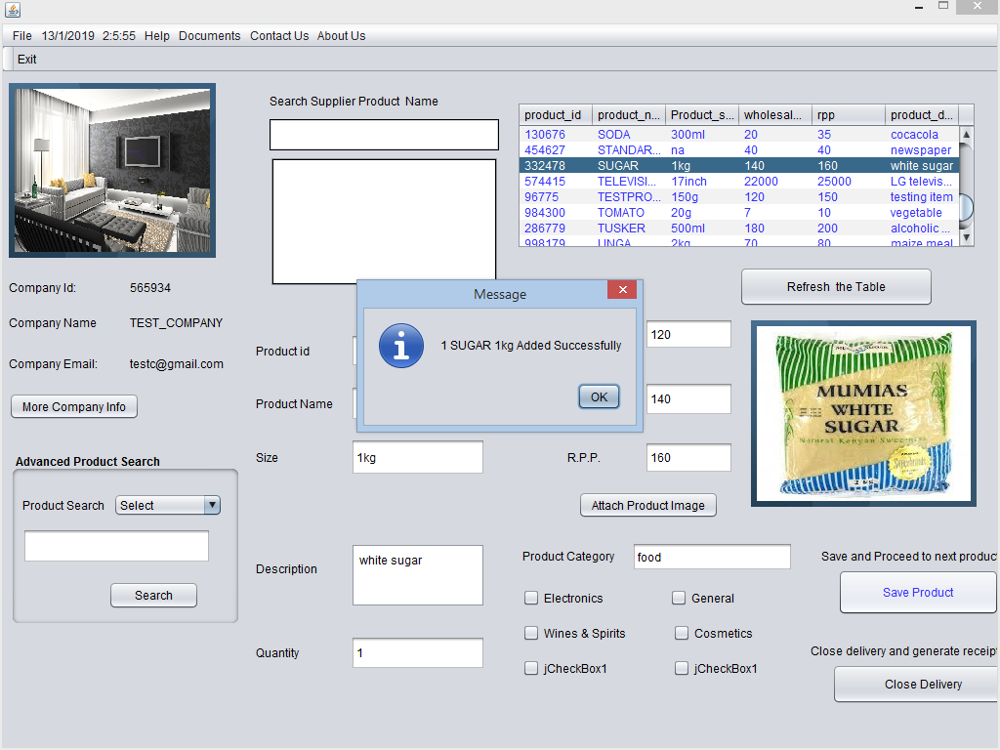 File 13/1/2019 2:5:55 Help Documents Contact Us About Us
Exit
Search Supplier Product Name
product_id product_n... Product_s... wholesal... rpp product_d...
130676 SODA 300ml 20 35 cocacola
454627 STANDAR... na 40 40 newspaper
332478 SUGAR 1kg 140 160 white sugar
574415 TELEVISI... 17inch 22000 25000 LG televis...
96775 TESTPRO... 150g 120 150 testing item
984300 TOMATO 20g 7 10 vegetable
286779 TUSKER 500ml 180 200 alcoholic ...
998179 UNGA 2kg 70 80 maize meal
Refresh the Table
Company Id: 565934
Company Name TEST_COMPANY
Company Email: testc@gmail.com
More Company Info
Message
1 SUGAR 1kg Added Successfully
OK
Product id
120
Product Name
140
Size 1kg
R.P.P. 160
Attach Product Image
MUMIAS SUGAR
MUMIAS
WHITE
SUGAR
Natural Kenyan Sweetness
Superbrands
2 kg
Advanced Product Search
Product Search Select
Search
Description white sugar
Quantity 1
Product Category food
Electronics General
Wines & Spirits Cosmetics
jCheckBox1 jCheckBox1
Save and Proceed to next product
Save Product
Close delivery and generate receipt
Close Delivery